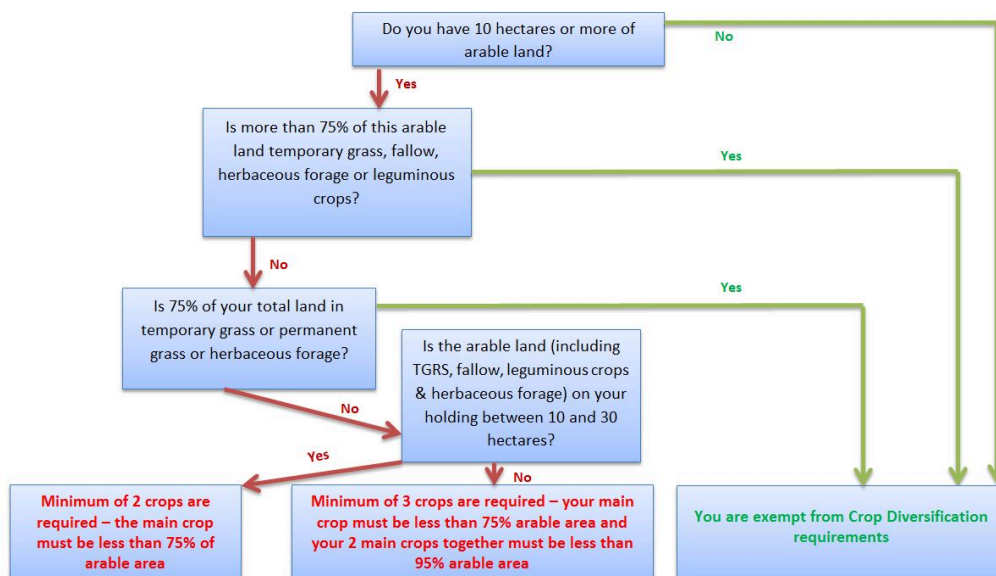 Do you have 10 hectares or more of
arable land?
No
Yes
Is more than 75% of this arable
land temporary grass, fallow,
herbaceous forage or leguminous
crops?
Yes
No
Is 75% of your total land in
temporary grass or permanent
grass or herbaceous forage?
Yes
Is the arable land (including
TGRS, fallow, leguminous crops
& herbaceous forage) on your
holding between 10 and 30
hectares?
No
Yes
No
Minimum of 2 crops are
required – the main crop
must be less than 75% of
arable area
Minimum of 3 crops are required – your main
crop must be less than 75% arable area and
your 2 main crops together must be less than
95% arable area
You are exempt from Crop Diversification
requirements